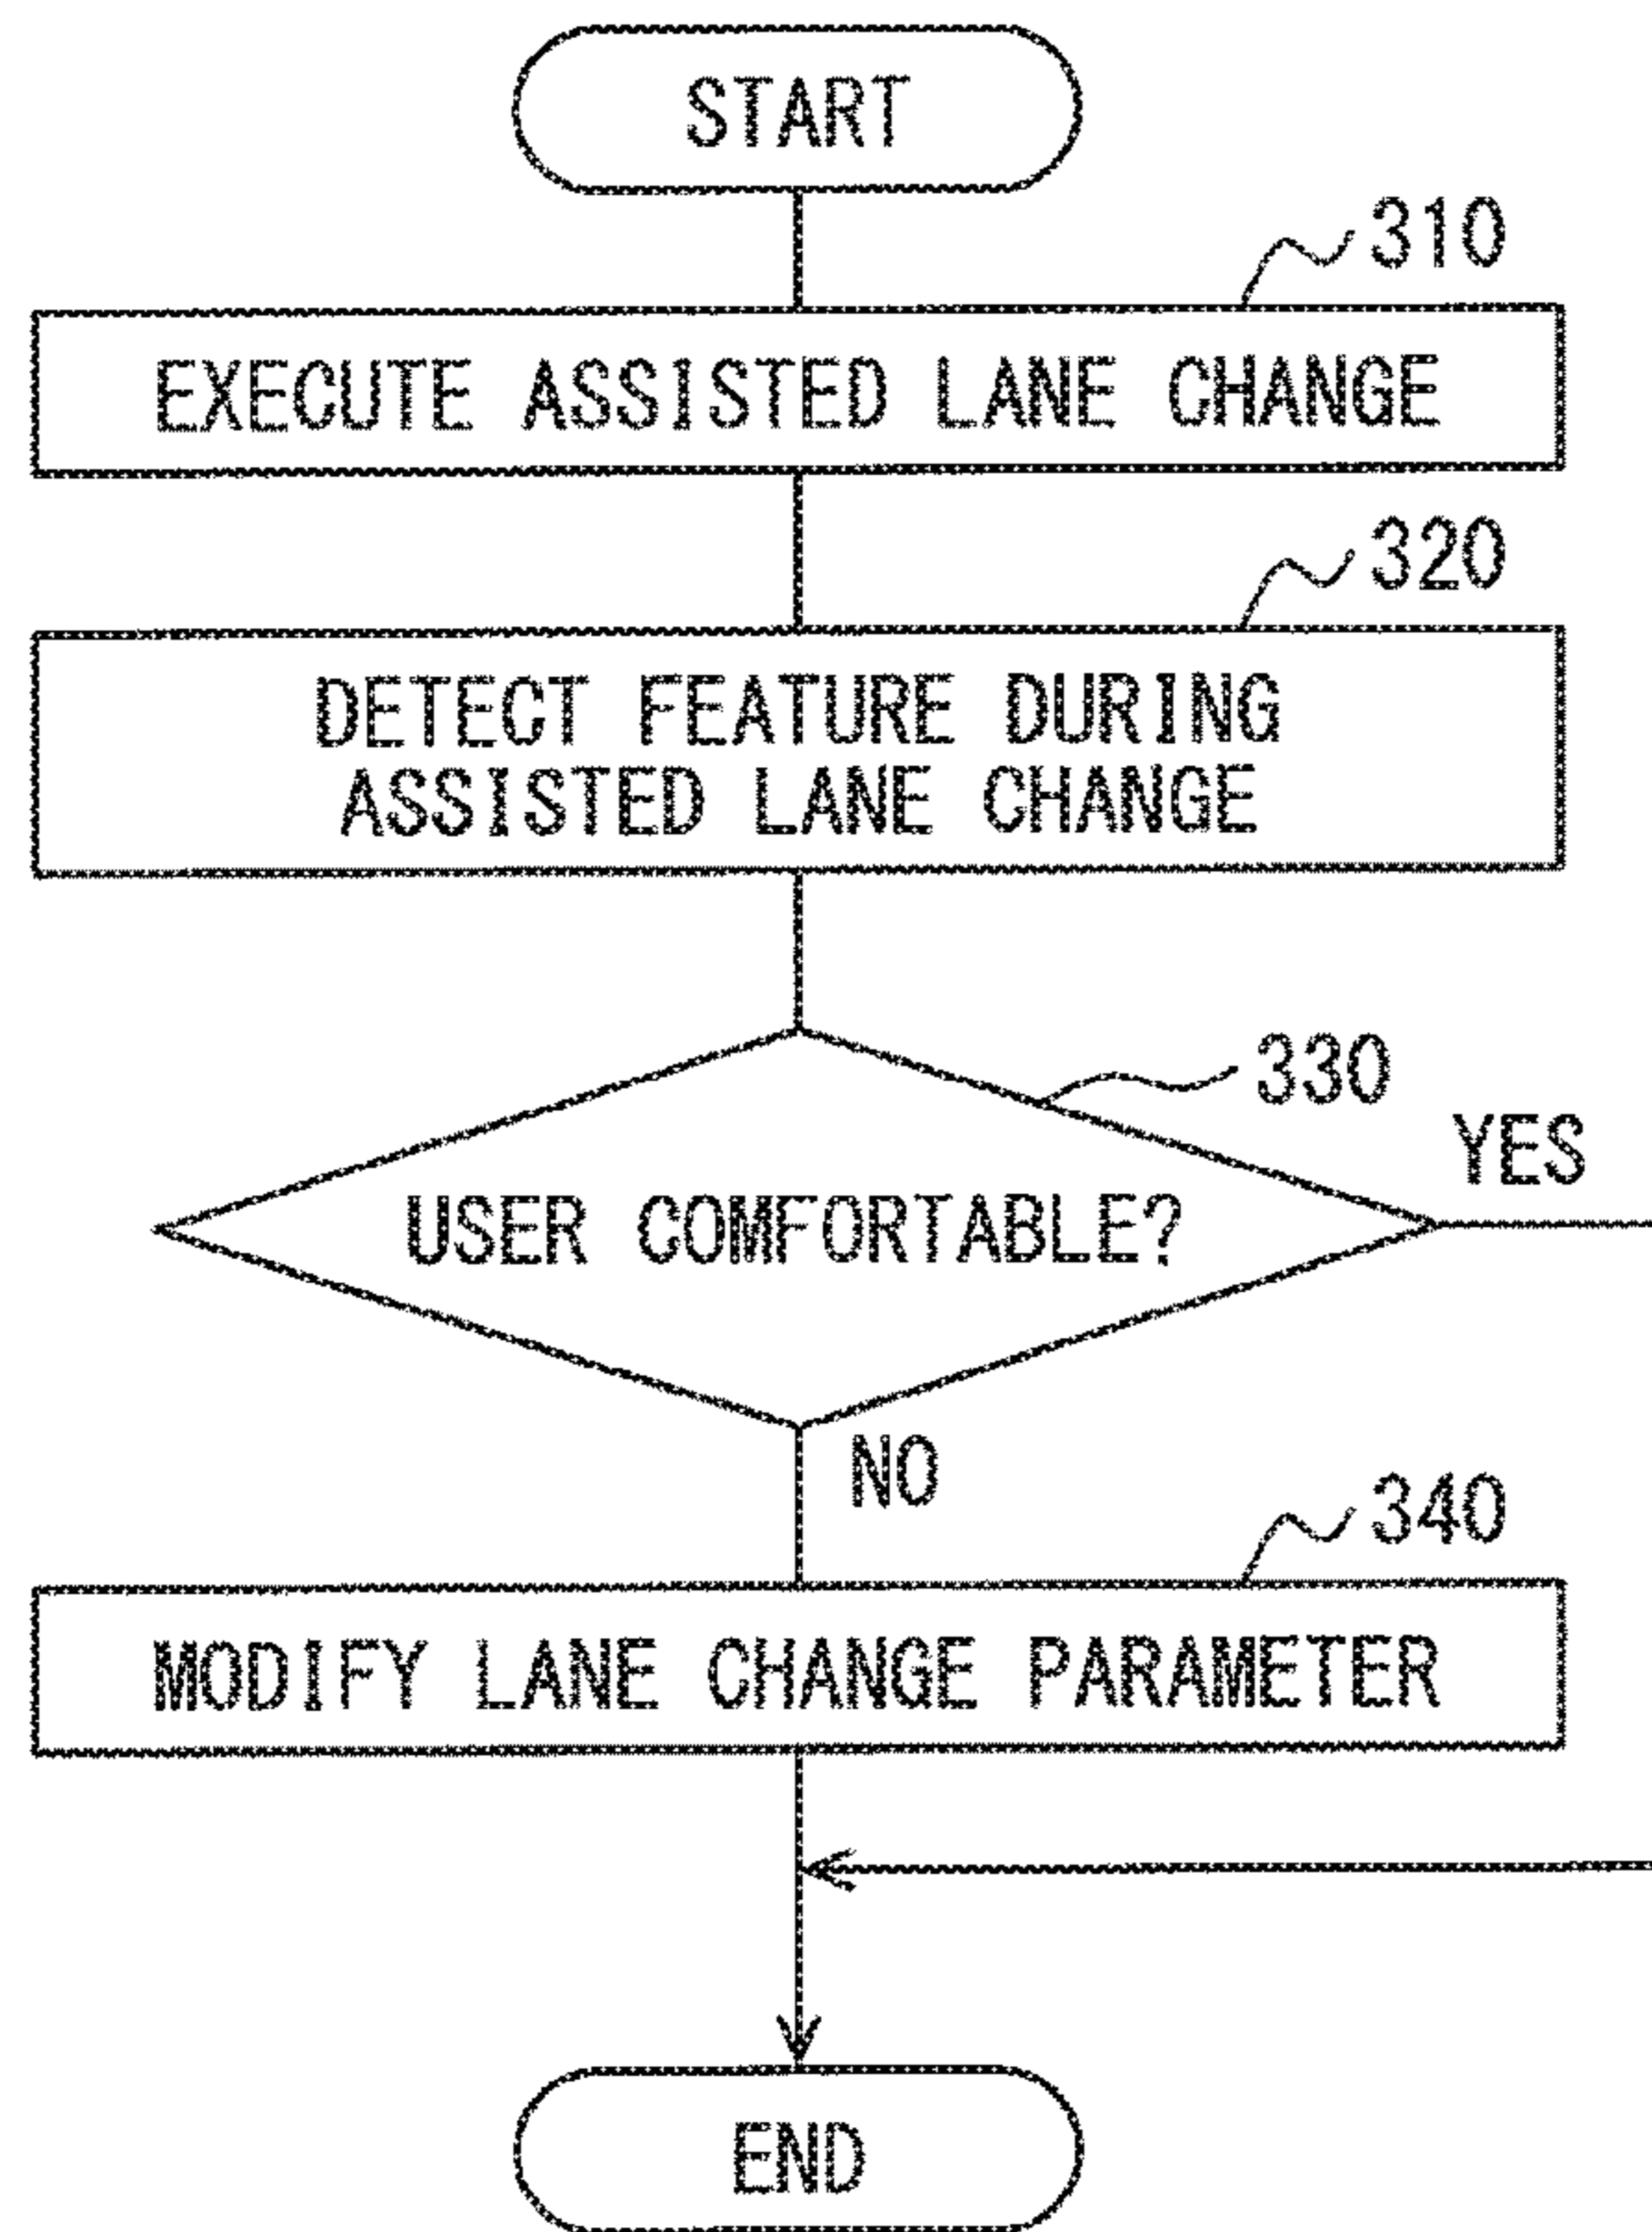 START
310
EXECUTE ASSISTED LANE CHANGE
320
DETECT FEATURE DURING
ASSISTED LANE CHANGE
330
YES
USER COMFORTABLE?
NO
340
MODIFY LANE CHANGE PARAMETER
END